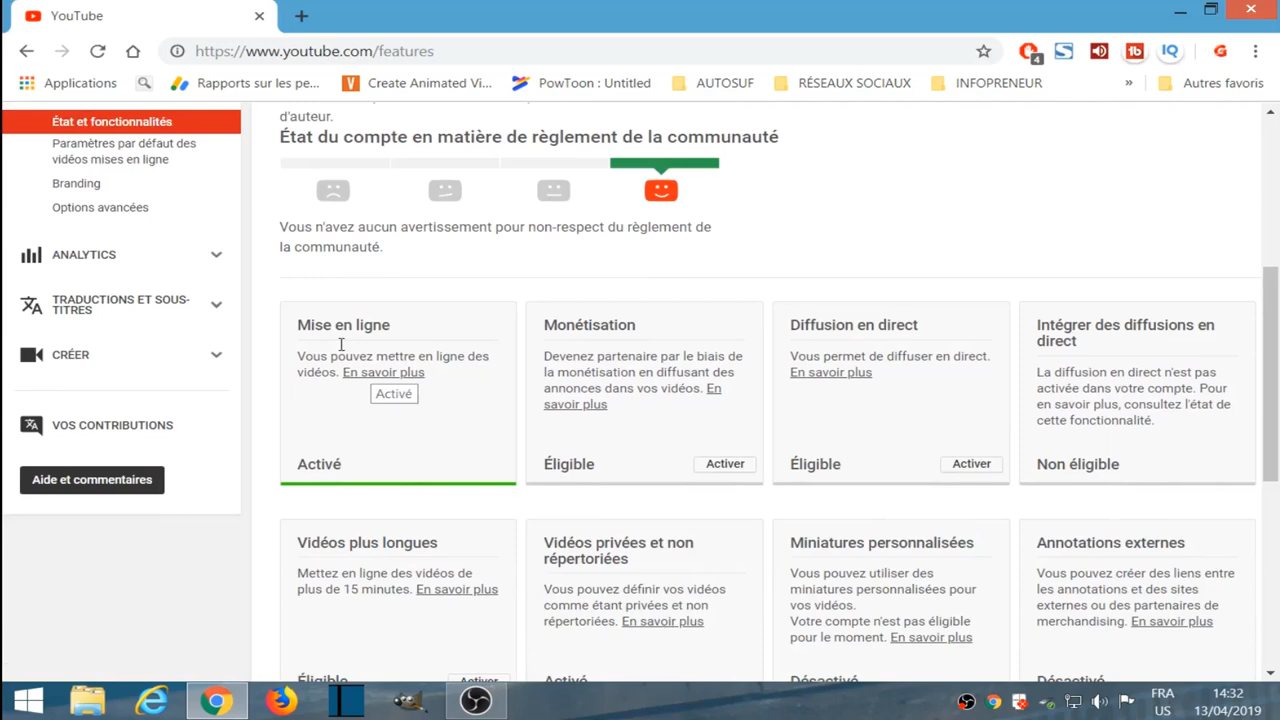 YouTube
https://www.youtube.com/features
4
tb
IQ
Applications
Rapports sur les pe...
Create Animated Vi...
PowToon : Untitled
AUTOSUF
RÉSEAUX SOCIAUX
INFOPRENEUR
»
Autres favoris
État et fonctionnalités
Paramètres par défaut des
vidéos mises en ligne
Branding
Options avancées
ANALYTICS
TRADUCTIONS ET SOUS-
TITRES
CRÉER
VOS CONTRIBUTIONS
Aide et commentaires
d'auteur.
État du compte en matière de règlement de la communauté
Vous n'avez aucun avertissement pour non-respect du règlement de
la communauté.
Mise en ligne
Vous pouvez mettre en ligne des
vidéos. En savoir plus
Activé
Activé
Monétisation
Devenez partenaire par le biais de
la monétisation en diffusant des
annonces dans vos vidéos. En
savoir plus
Éligible
Activer
Diffusion en direct
Vous permet de diffuser en direct.
En savoir plus
Éligible
Activer
Intégrer des diffusions en
direct
La diffusion en direct n'est pas
activée dans votre compte. Pour
en savoir plus, consultez l'état de
cette fonctionnalité.
Non éligible
Vidéos plus longues
Mettez en ligne des vidéos de
plus de 15 minutes. En savoir plus
Éligible
Activer
Vidéos privées et non
répertoriées
Vous pouvez définir vos vidéos
comme étant privées et non
répertoriées. En savoir plus
Activé
Miniatures personnalisées
Vous pouvez utiliser des
miniatures personnalisées pour
vos vidéos.
Votre compte n'est pas éligible
pour le moment. En savoir plus
Désactivé
Annotations externes
Vous pouvez créer des liens entre
les annotations et des sites
externes ou des partenaires de
merchandising. En savoir plus
Désactivé
FRA
US
14:32
13/04/2019